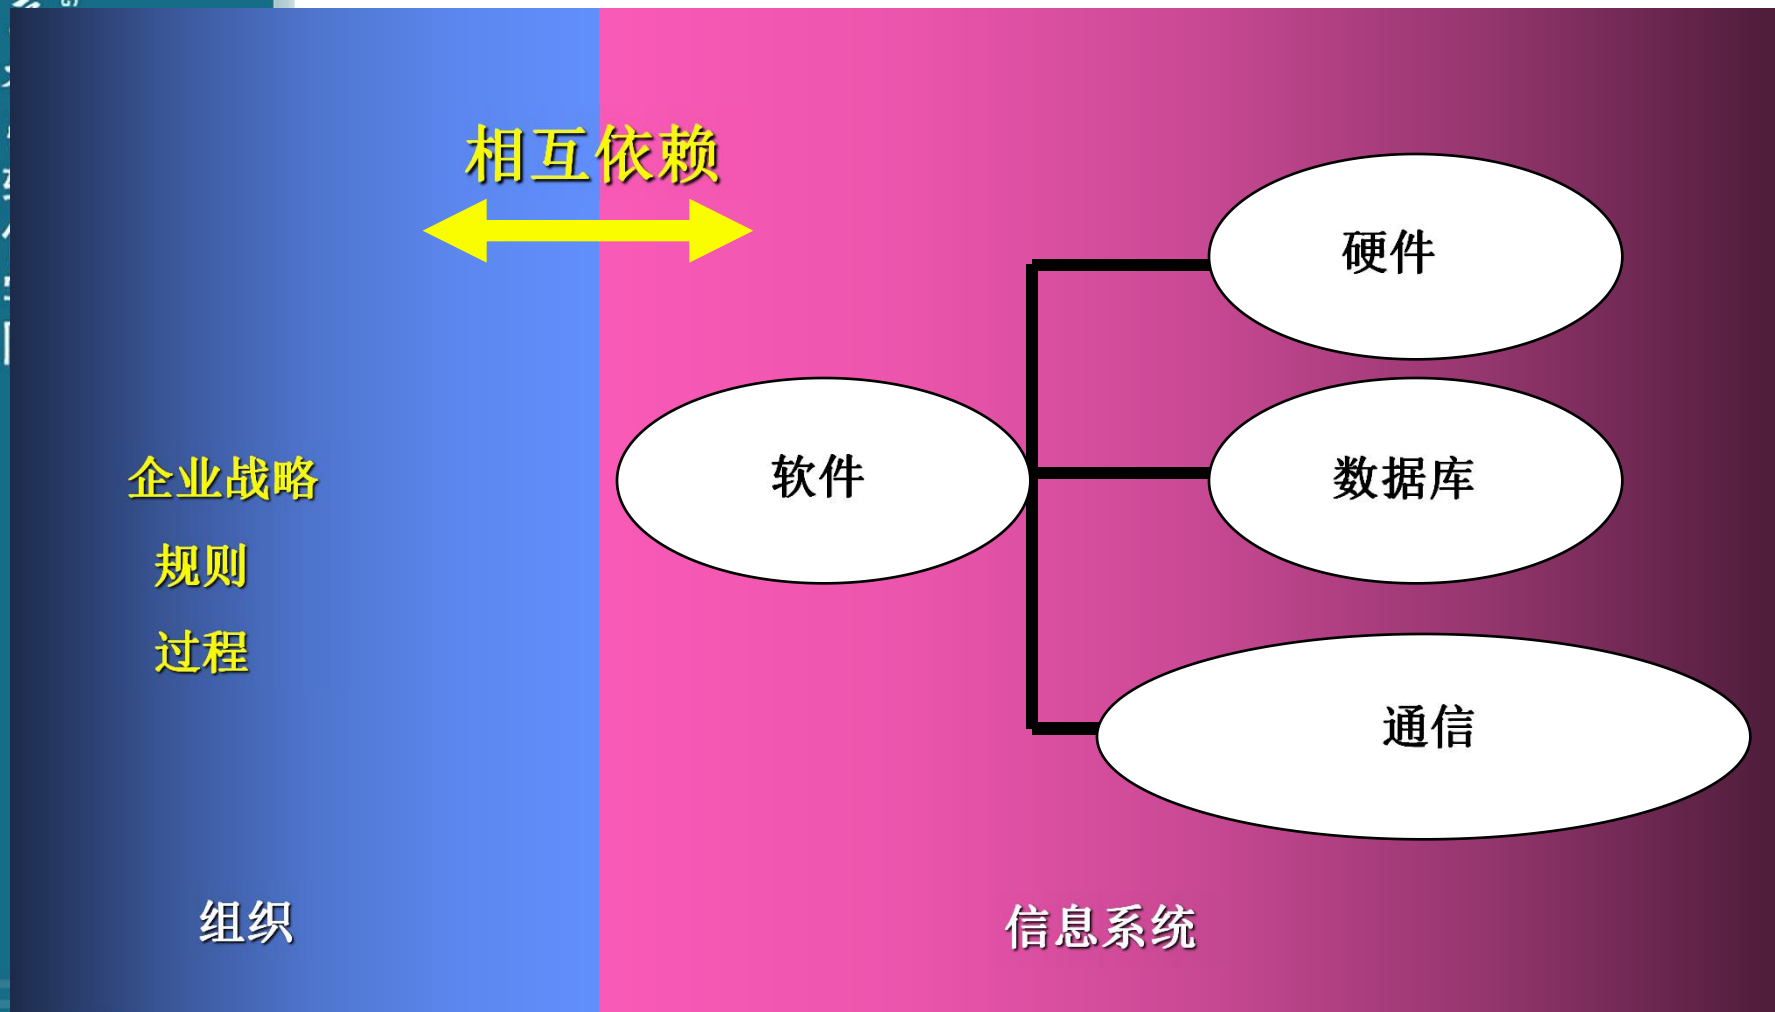 相互依赖
硬件
软件
数据库
企业战略
规则
过程
通信
组织
信息系统